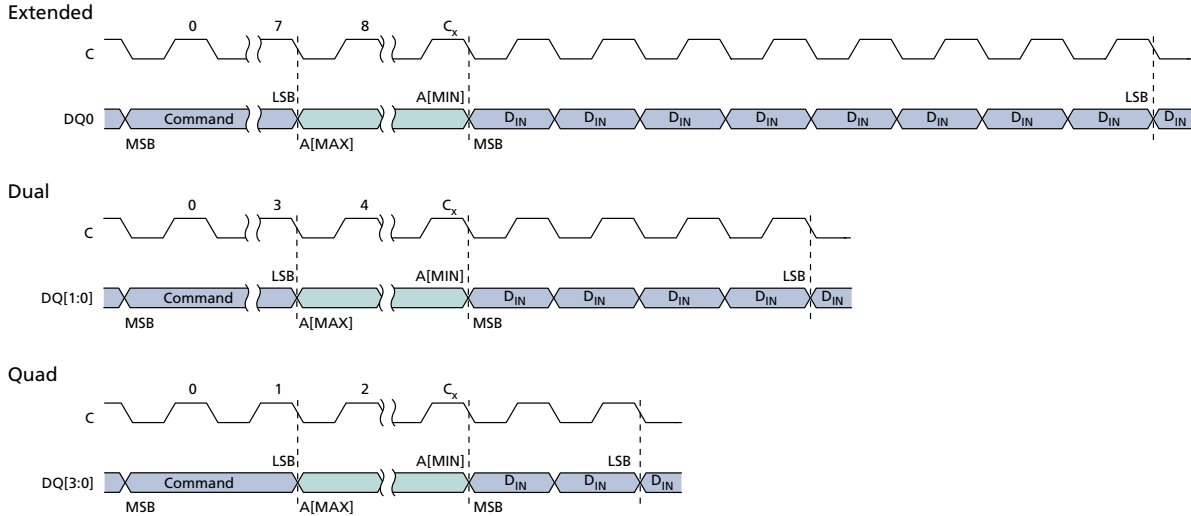 Extended
0 7 8 Cx
C
LSB A[MIN] LSB
DQ0 Command DIN DIN DIN DIN DIN DIN DIN DIN DIN
MSB A[MAX] MSB
Dual
0 3 4 Cx
C
LSB A[MIN] LSB
DQ[1:0] Command DIN DIN DIN DIN DIN
MSB A[MAX] MSB
Quad
0 1 2 Cx
C
LSB A[MIN] LSB
DQ[3:0] Command DIN DIN DIN
MSB A[MAX] MSB